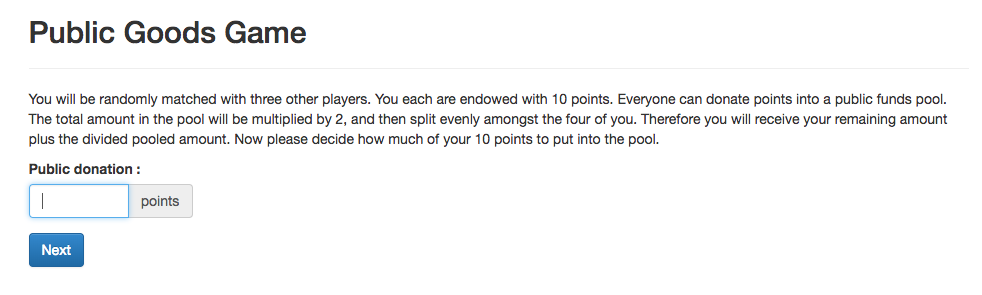 Public Goods Game
You will be randomly matched with three other players. You each are endowed with 10 points. Everyone can donate points into a public funds pool.
The total amount in the pool will be multiplied by 2, and then split evenly amongst the four of you. Therefore you will receive your remaining amount
plus the divided pooled amount. Now please decide how much of your 10 points to put into the pool.
Public donation :
points
Next